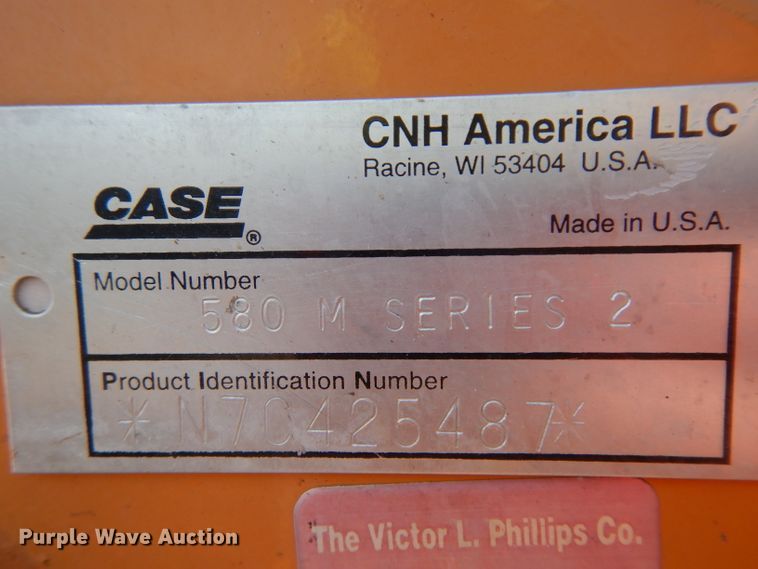 CNH America LLC
Racine, WI 53404 U.S.A.
CASE
®
Made in U.S.A.
Model Number
580 M SERIES 2
Product Identification Number
*N7C425487*
The Victor L. Phillips Co.
Purple Wave Auction